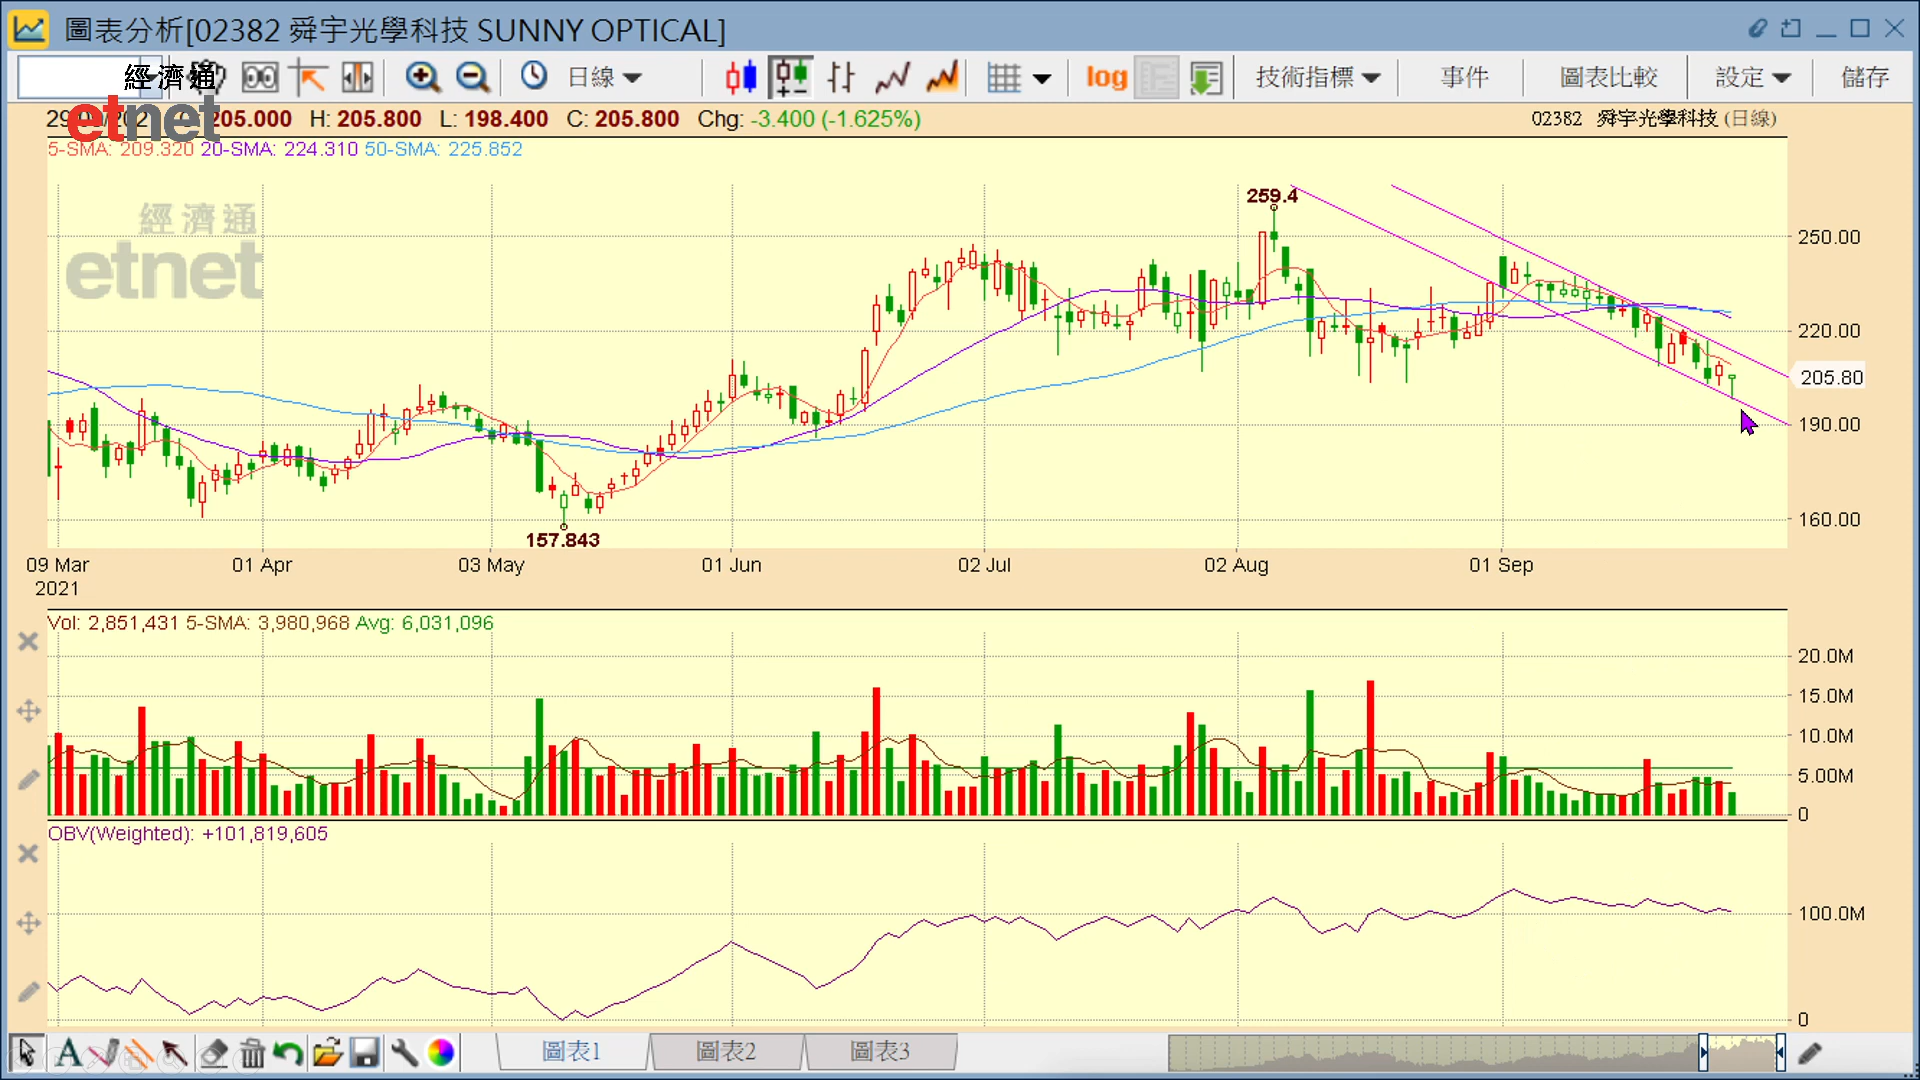 圖表分析[02382 舜宇光學科技 SUNNY OPTICAL]
日線
log
技術指標
事件
圖表比較
設定
儲存
經濟通
etnet
205.000 H: 205.800 L: 198.400 C: 205.800 Chg: -3.400 (-1.625%)
02382 舜宇光學科技 (日線)
5-SMA: 209.320 20-SMA: 224.310 50-SMA: 225.852
經濟通
etnet
259.4
157.843
250.00
220.00
205.80
190.00
160.00
09 Mar
2021
01 Apr
03 May
01 Jun
02 Jul
02 Aug
01 Sep
Vol: 2,851,431 5-SMA: 3,980,968 Avg: 6,031,096
20.0M
15.0M
10.0M
5.00M
0
OBV(Weighted): +101,819,605
100.0M
0
A
圖表1
圖表2
圖表3